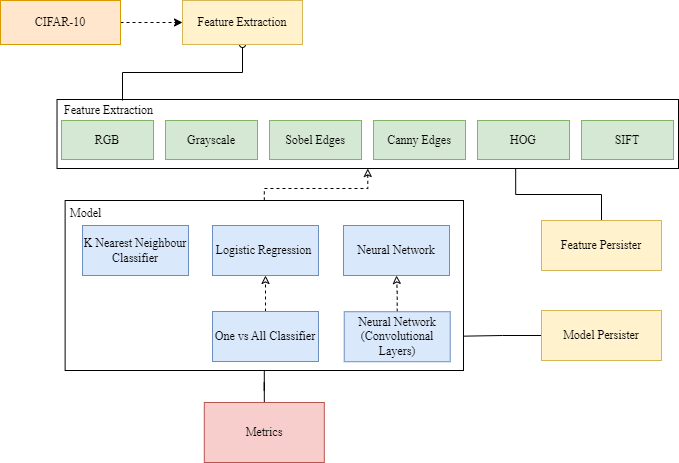 CIFAR-10
Feature Extraction
Feature Extraction
RGB
Grayscale
Sobel Edges
Canny Edges
HOG
SIFT
Model
K Nearest Neighbour
Classifier
Logistic Regression
Neural Network
Feature Persister
One vs All Classifier
Neural Network
(Convolutional
Layers)
Model Persister
Metrics